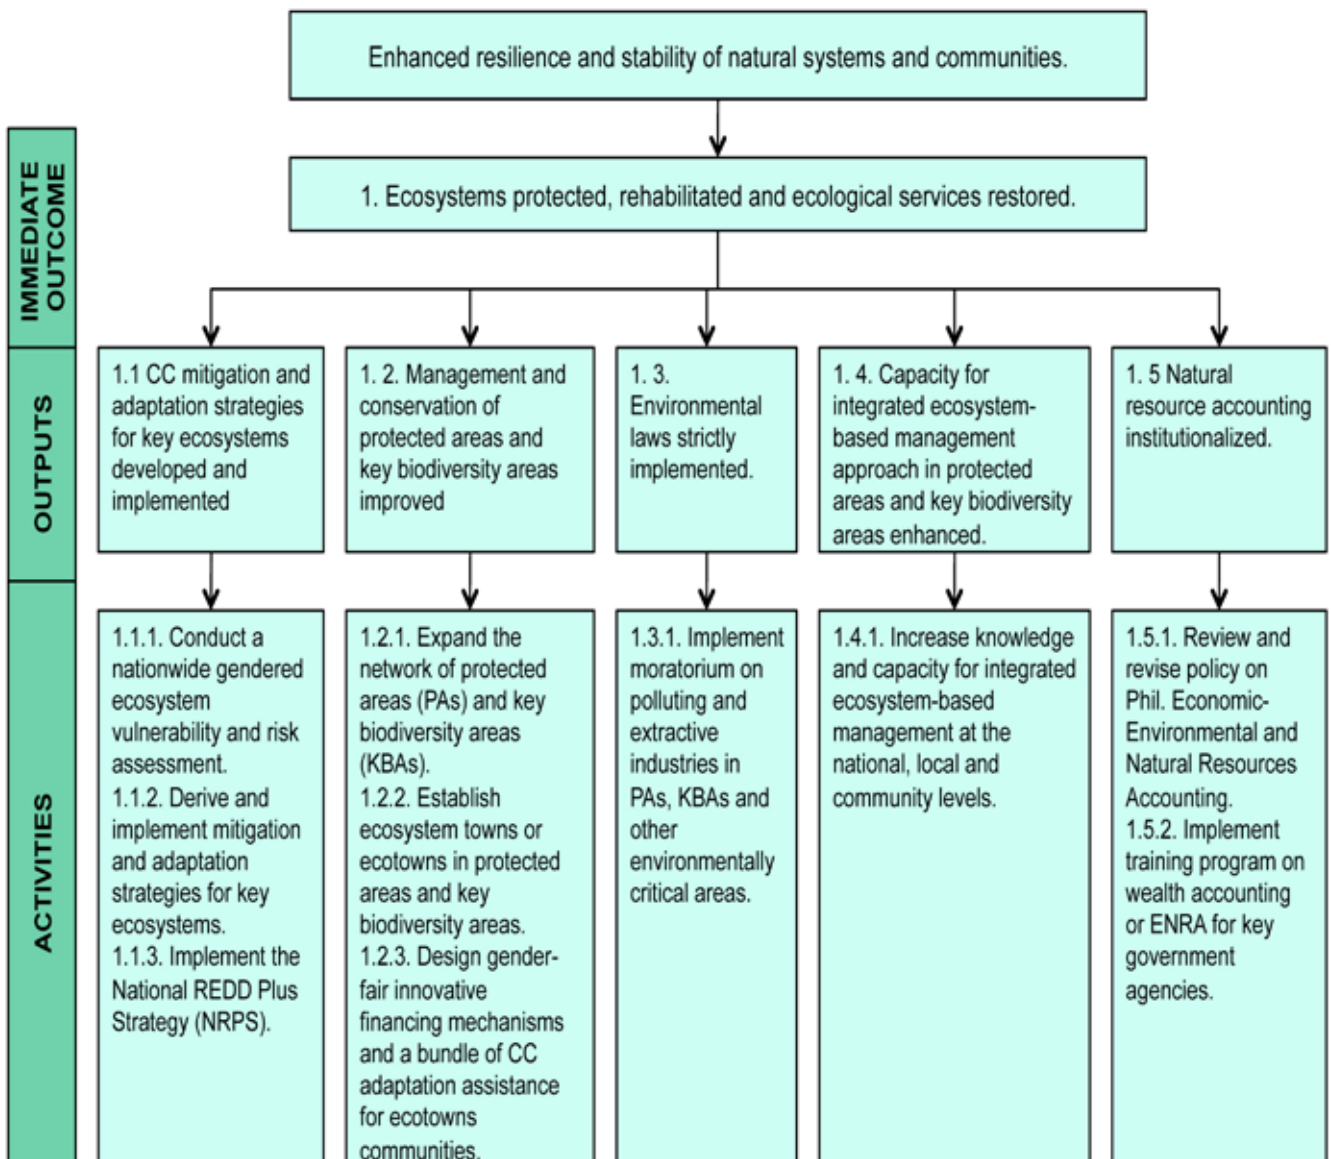 Enhanced resilience and stability of natural systems and communities.
IMMEDIATE
OUTCOME
1. Ecosystems protected, rehabilitated and ecological services restored.
OUTPUTS
1.1 CC mitigation and
adaptation strategies
for key ecosystems
developed and
implemented
1. 2. Management and
conservation of
protected areas and
key biodiversity areas
improved
1. 3.
Environmental
laws strictly
implemented.
1. 4. Capacity for
integrated ecosystem-
based management
approach in protected
areas and key biodiversity
areas enhanced.
1. 5 Natural
resource accounting
institutionalized.
ACTIVITIES
1.1.1. Conduct a
nationwide gendered
ecosystem
vulnerability and risk
assessment.
1.1.2. Derive and
implement mitigation
and adaptation
strategies for key
ecosystems.
1.1.3. Implement the
National REDD Plus
Strategy (NRPS).
1.2.1. Expand the
network of protected
areas (PAs) and key
biodiversity areas
(KBAs).
1.2.2. Establish
ecosystem towns or
ecotowns in protected
areas and key
biodiversity areas.
1.2.3. Design gender-
fair innovative
financing mechanisms
and a bundle of CC
adaptation assistance
for ecotowns
communities.
1.3.1. Implement
moratorium on
polluting and
extractive
industries in
PAs, KBAs and
other
environmentally
critical areas.
1.4.1. Increase knowledge
and capacity for integrated
ecosystem-based
management at the
national, local and
community levels.
1.5.1. Review and
revise policy on
Phil. Economic-
Environmental and
Natural Resources
Accounting.
1.5.2. Implement
training program on
wealth accounting
or ENRA for key
government
agencies.